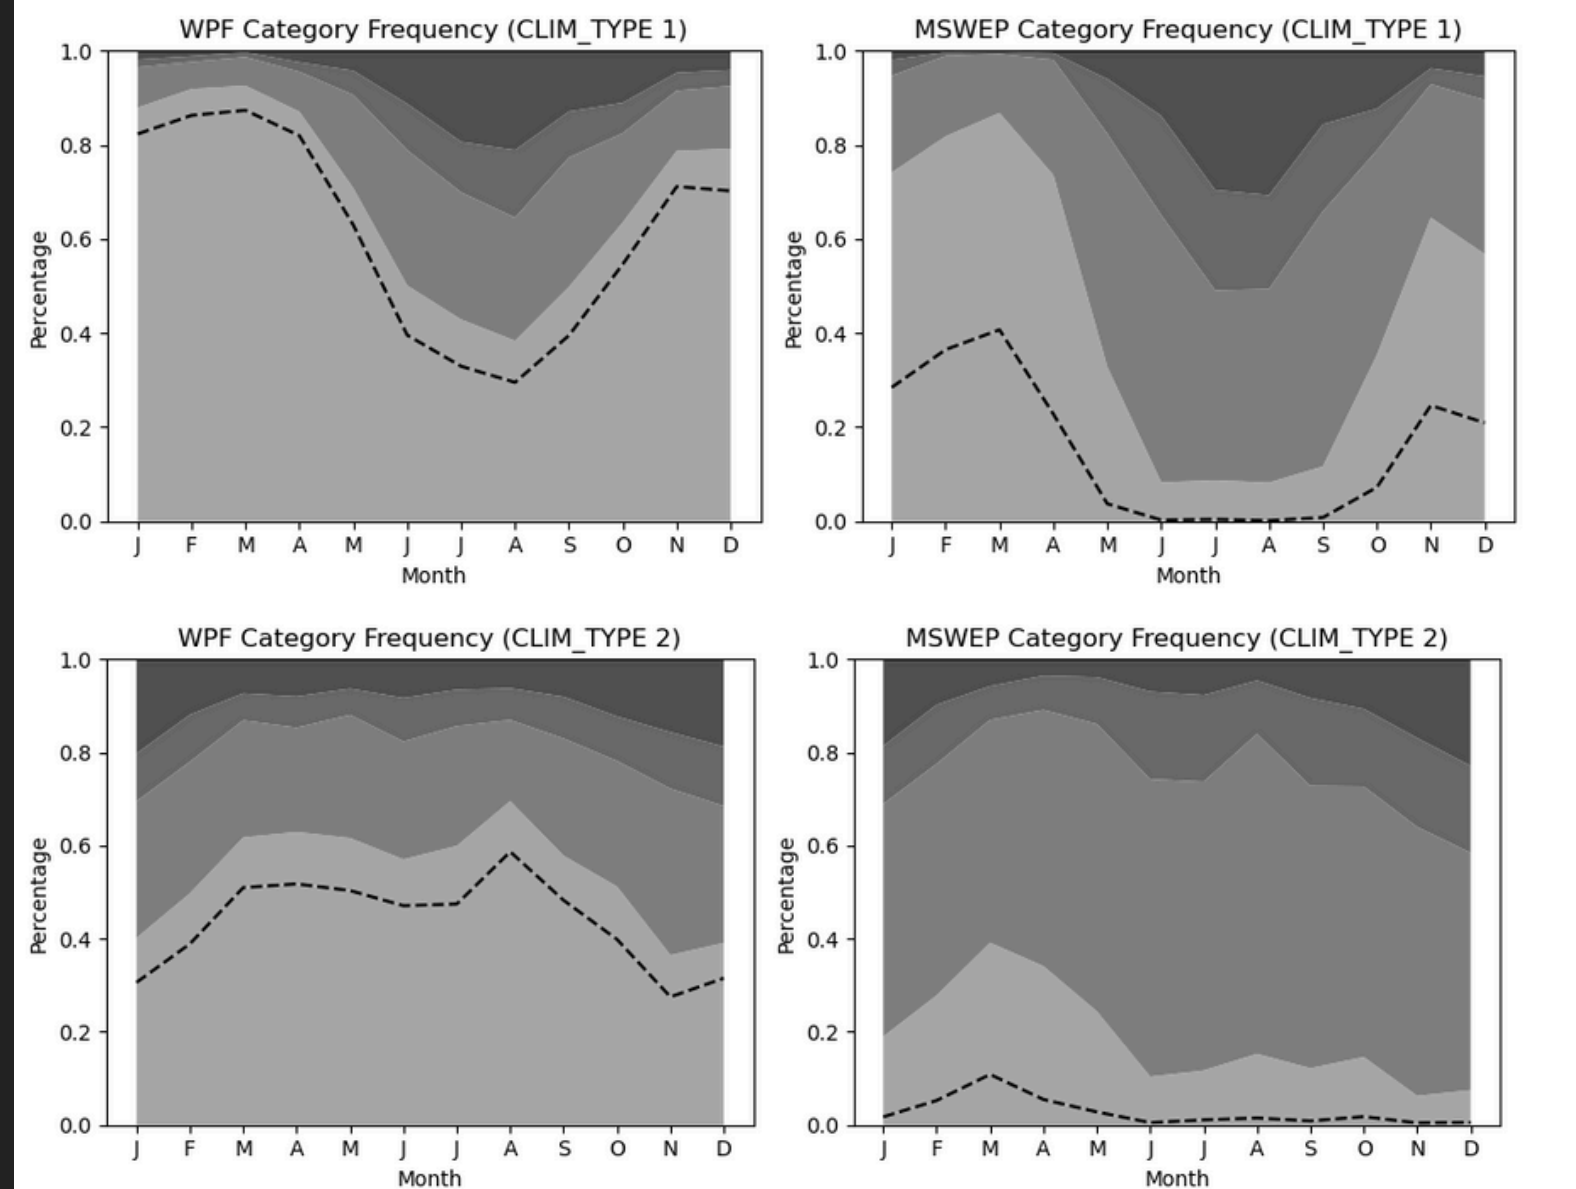 WPF Category Frequency (CLIM_TYPE 1)
1.0
0.8
0.6
0.4
0.2
0.0
Percentage
J F M A M J J A S O N D
Month
MSWEP Category Frequency (CLIM_TYPE 1)
1.0
0.8
0.6
0.4
0.2
0.0
Percentage
J F M A M J J A S O N D
Month
WPF Category Frequency (CLIM_TYPE 2)
1.0
0.8
0.6
0.4
0.2
0.0
Percentage
J F M A M J J A S O N D
Month
MSWEP Category Frequency (CLIM_TYPE 2)
1.0
0.8
0.6
0.4
0.2
0.0
Percentage
J F M A M J J A S O N D
Month